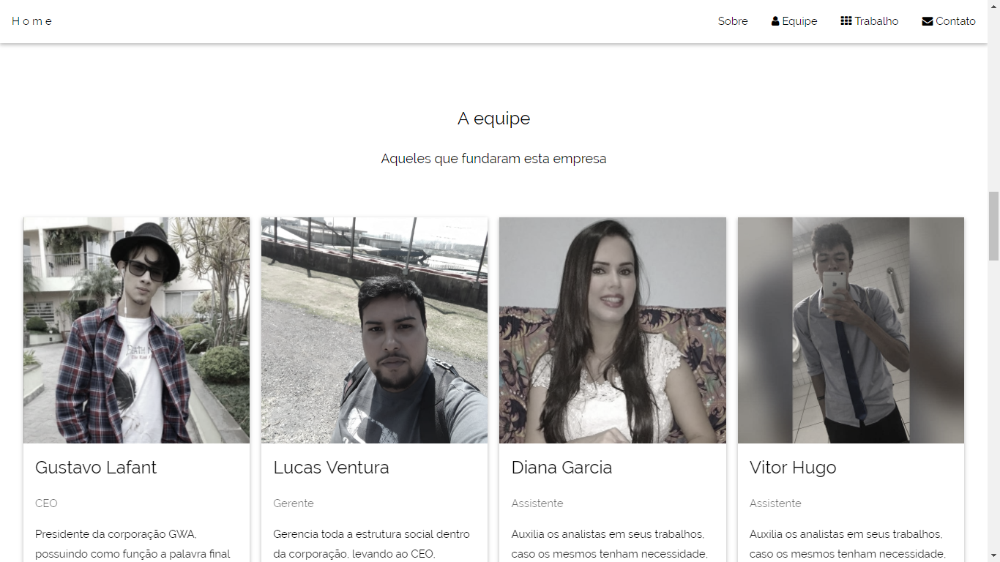 Home
Sobre
Equipe
Trabalho
Contato
A equipe
Aqueles que fundaram esta empresa
Gustavo Lafant
CEO
Presidente da corporação GWA,
possuindo como função a palavra final
Lucas Ventura
Gerente
Gerencia toda a estrutura social dentro
da corporação, levando ao CEO,
Diana Garcia
Assistente
Auxilia os analistas em seus trabalhos,
caso os mesmos tenham necessidade,
Vitor Hugo
Assistente
Auxilia os analistas em seus trabalhos,
caso os mesmos tenham necessidade,